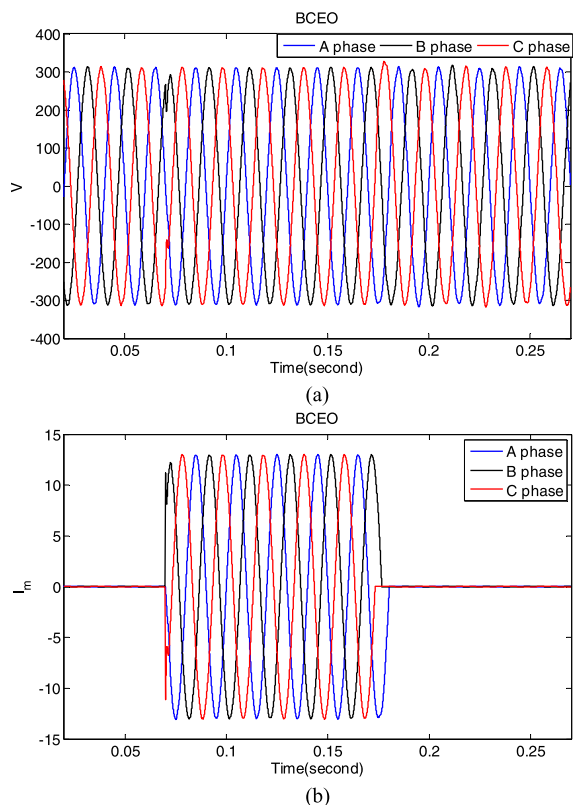 BCEO
A phase B phase C phase
400
300
200
100
0
-100
-200
-300
-400
V
0.05 0.1 0.15 0.2 0.25
Time(second)
(a)
BCEO
A phase
B phase
C phase
15
10
5
0
-5
-10
-15
I_m
0.05 0.1 0.15 0.2 0.25
Time(second)
(b)